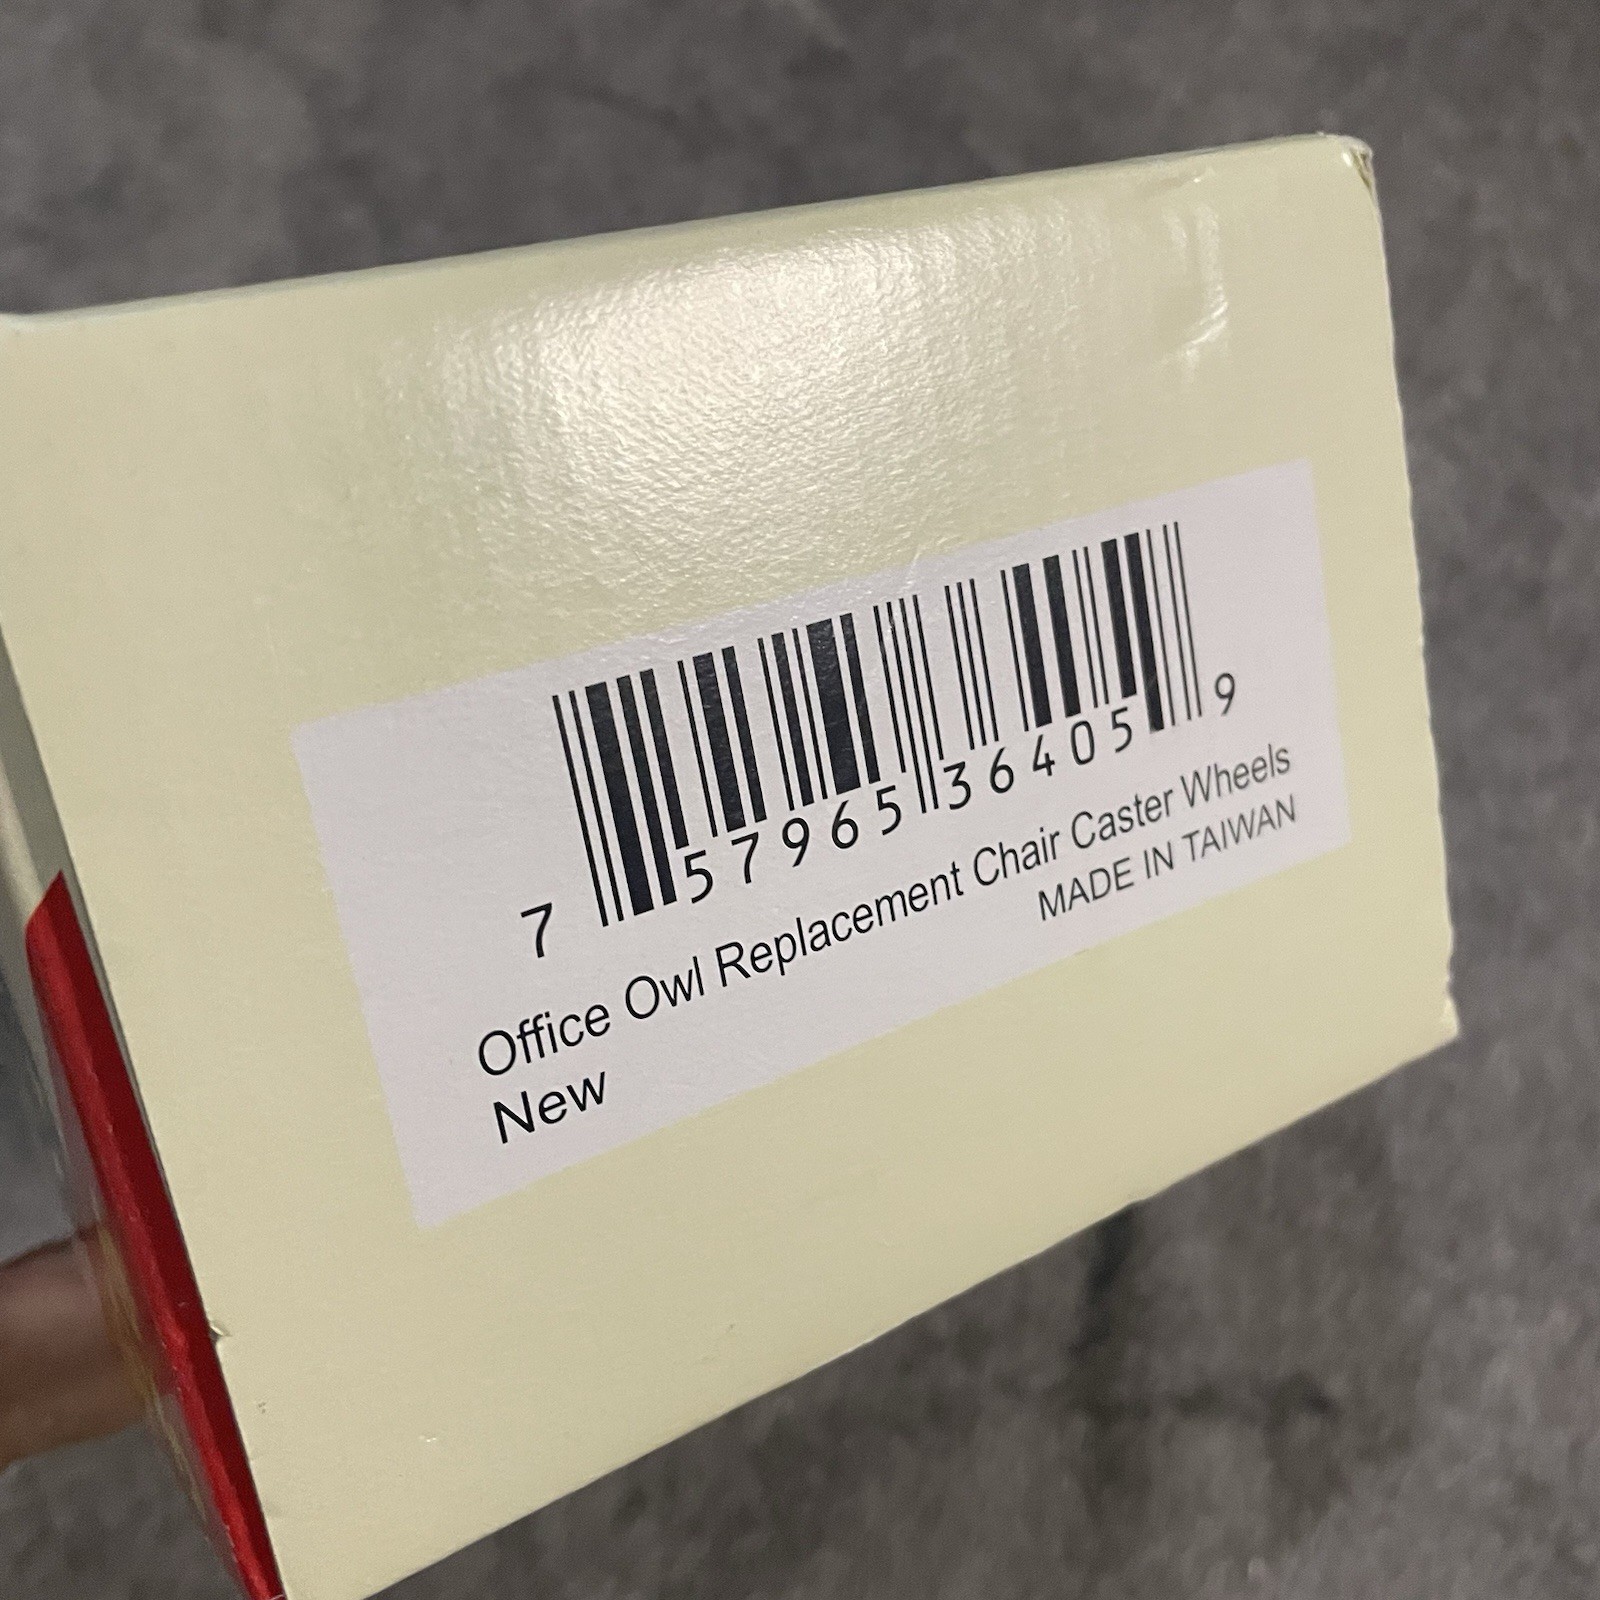 7 57965 36405 9
Office Owl Replacement Chair Caster Wheels
MADE IN TAIWAN
New